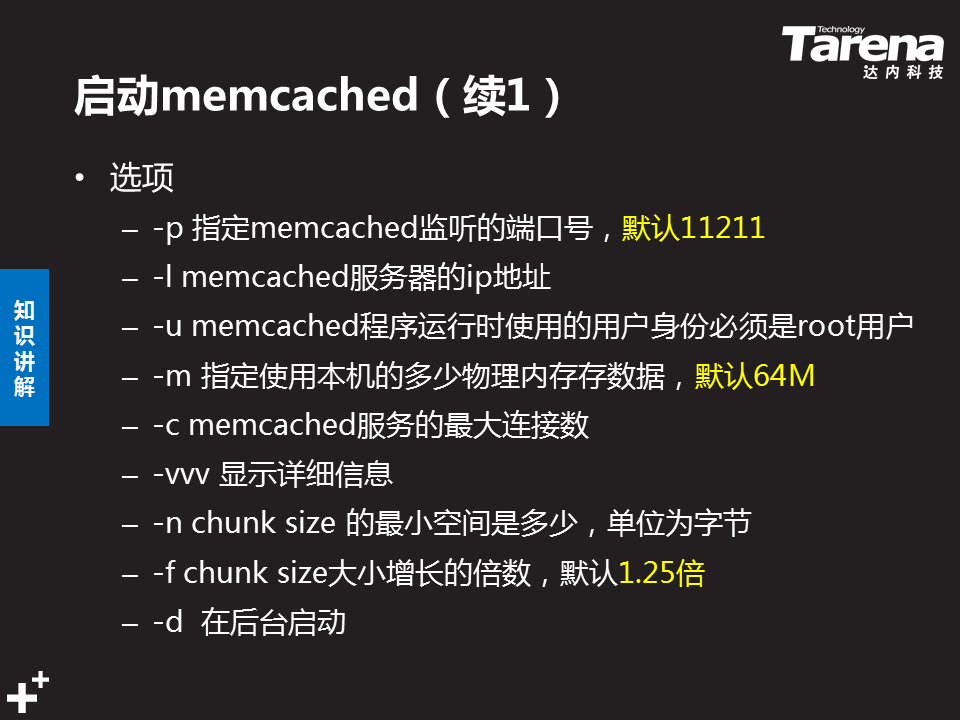 Technology
Tarena
达内科技
启动memcached（续1）
• 选项
– -p 指定memcached监听的端口号，默认11211
– -l memcached服务器的ip地址
– -u memcached程序运行时使用的用户身份必须是root用户
– -m 指定使用本机的多少物理内存存数据，默认64M
– -c memcached服务的最大连接数
– -vvv 显示详细信息
– -n chunk size 的最小空间是多少，单位为字节
– -f chunk size大小增长的倍数，默认1.25倍
– -d 在后台启动
知识讲解